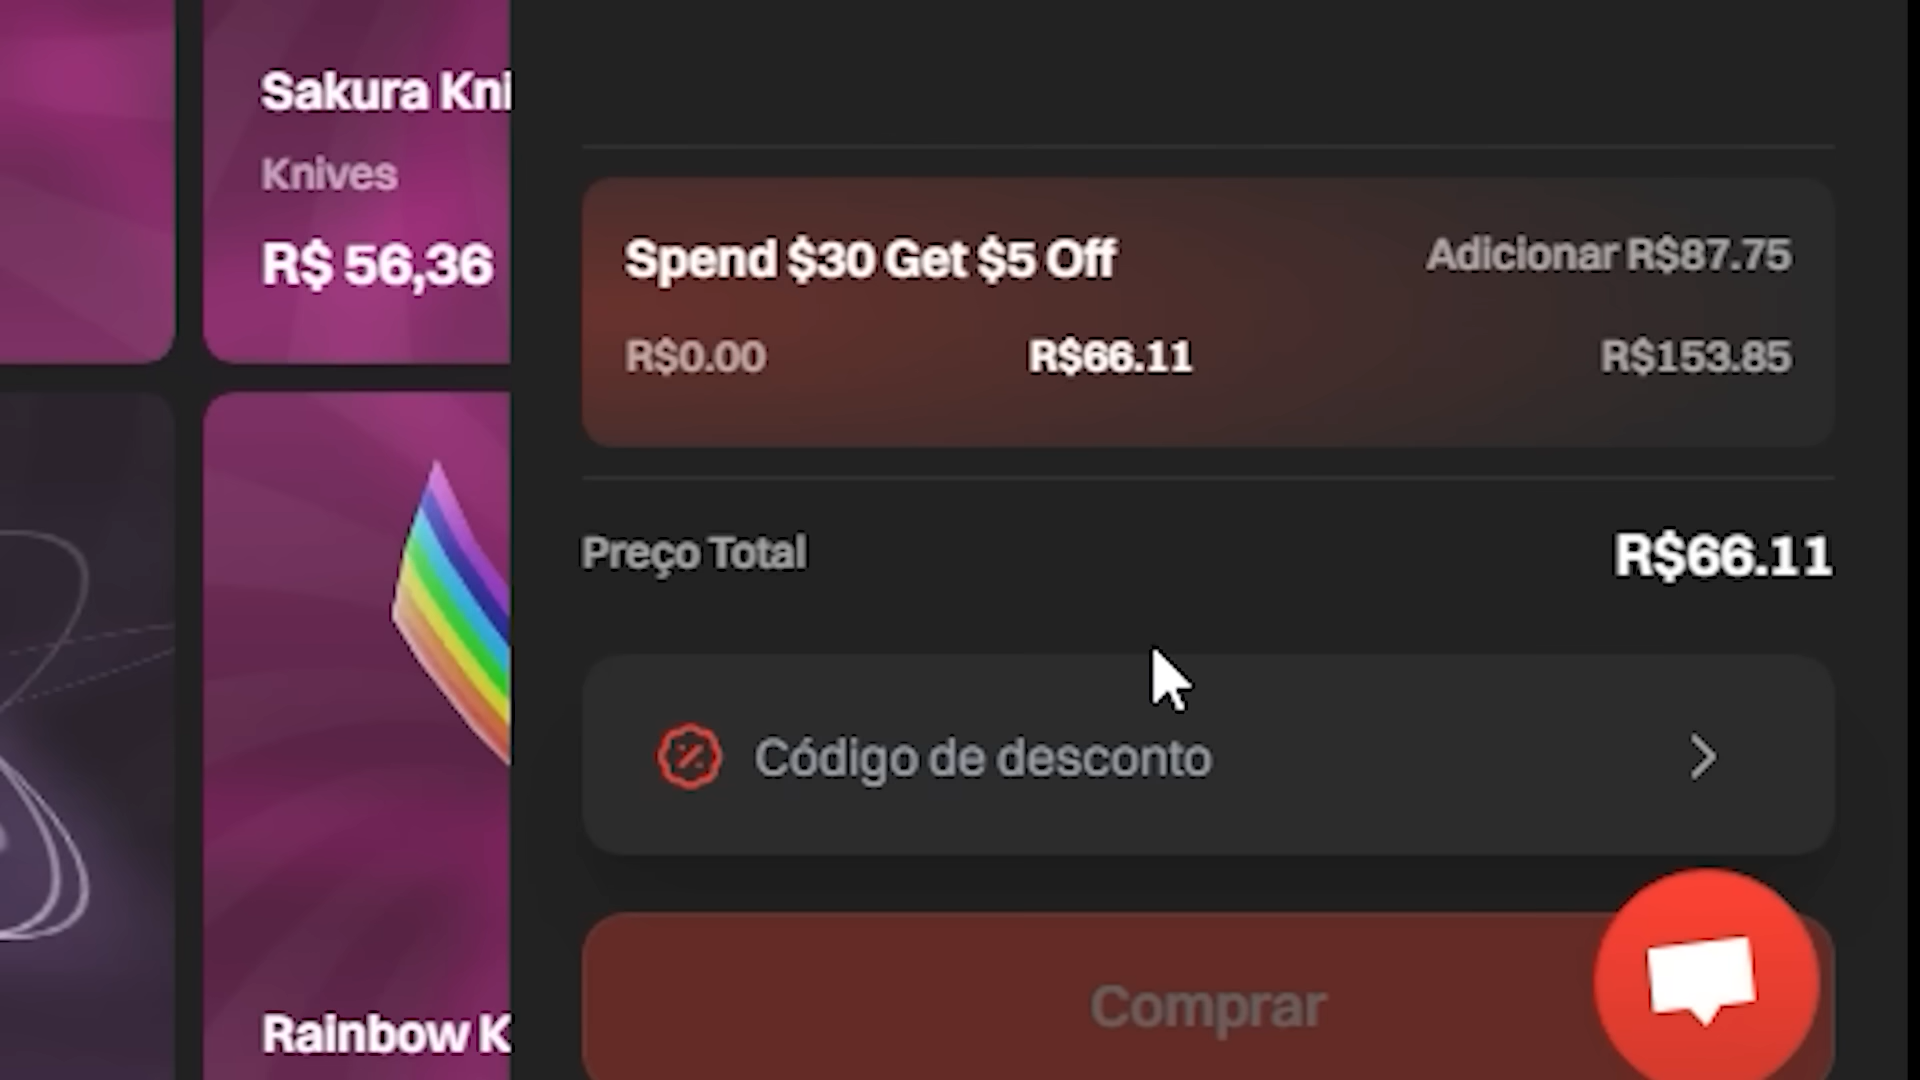 Sakura Kni
Knives
R$ 56,36
Rainbow K
Spend $30 Get $5 Off
Adicionar R$87.75
R$0.00
R$66.11
R$153.85
Preço Total
R$66.11
Código de desconto
Comprar